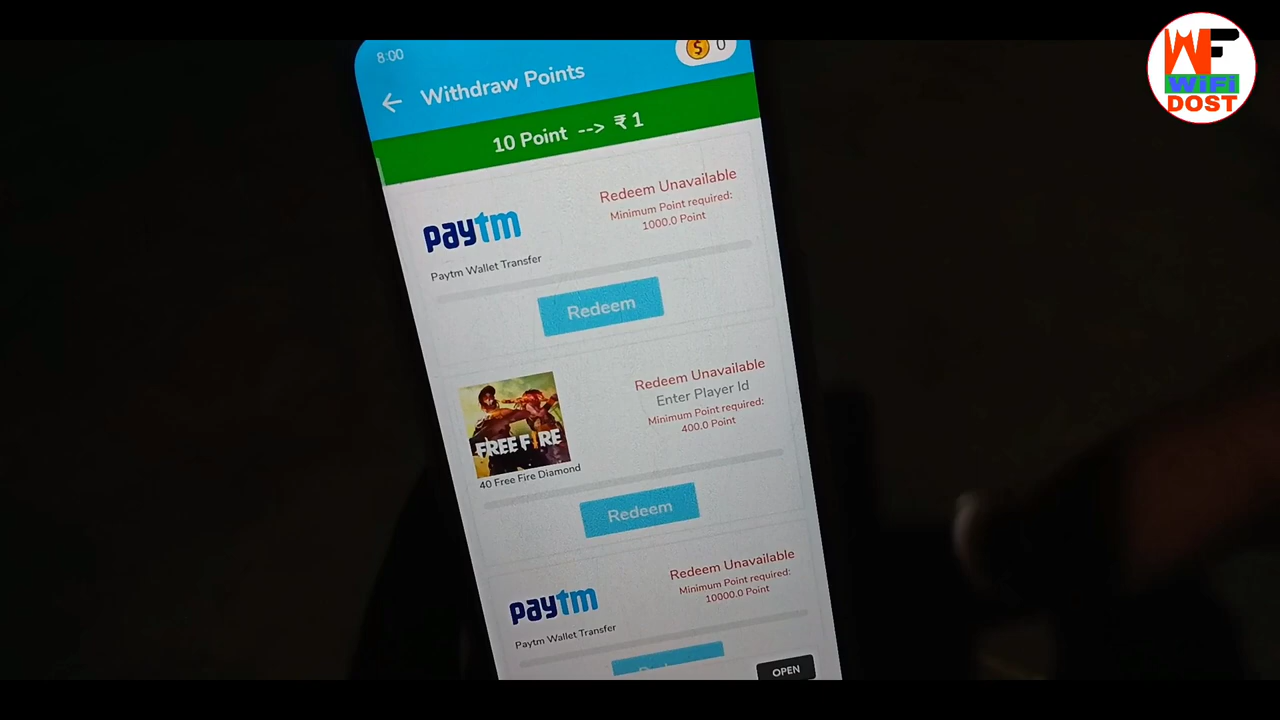 8:00
0
Withdraw Points
10 Point --> ₹ 1
Redeem Unavailable
Minimum Point required:
1000.0 Point
paytm
Paytm Wallet Transfer
Redeem
Redeem Unavailable
Enter Player Id
Minimum Point required:
400.0 Point
FREE FIRE
40 Free Fire Diamond
Redeem
Redeem Unavailable
Minimum Point required:
10000.0 Point
paytm
Paytm Wallet Transfer
OPEN
WF
WiFi
DOST